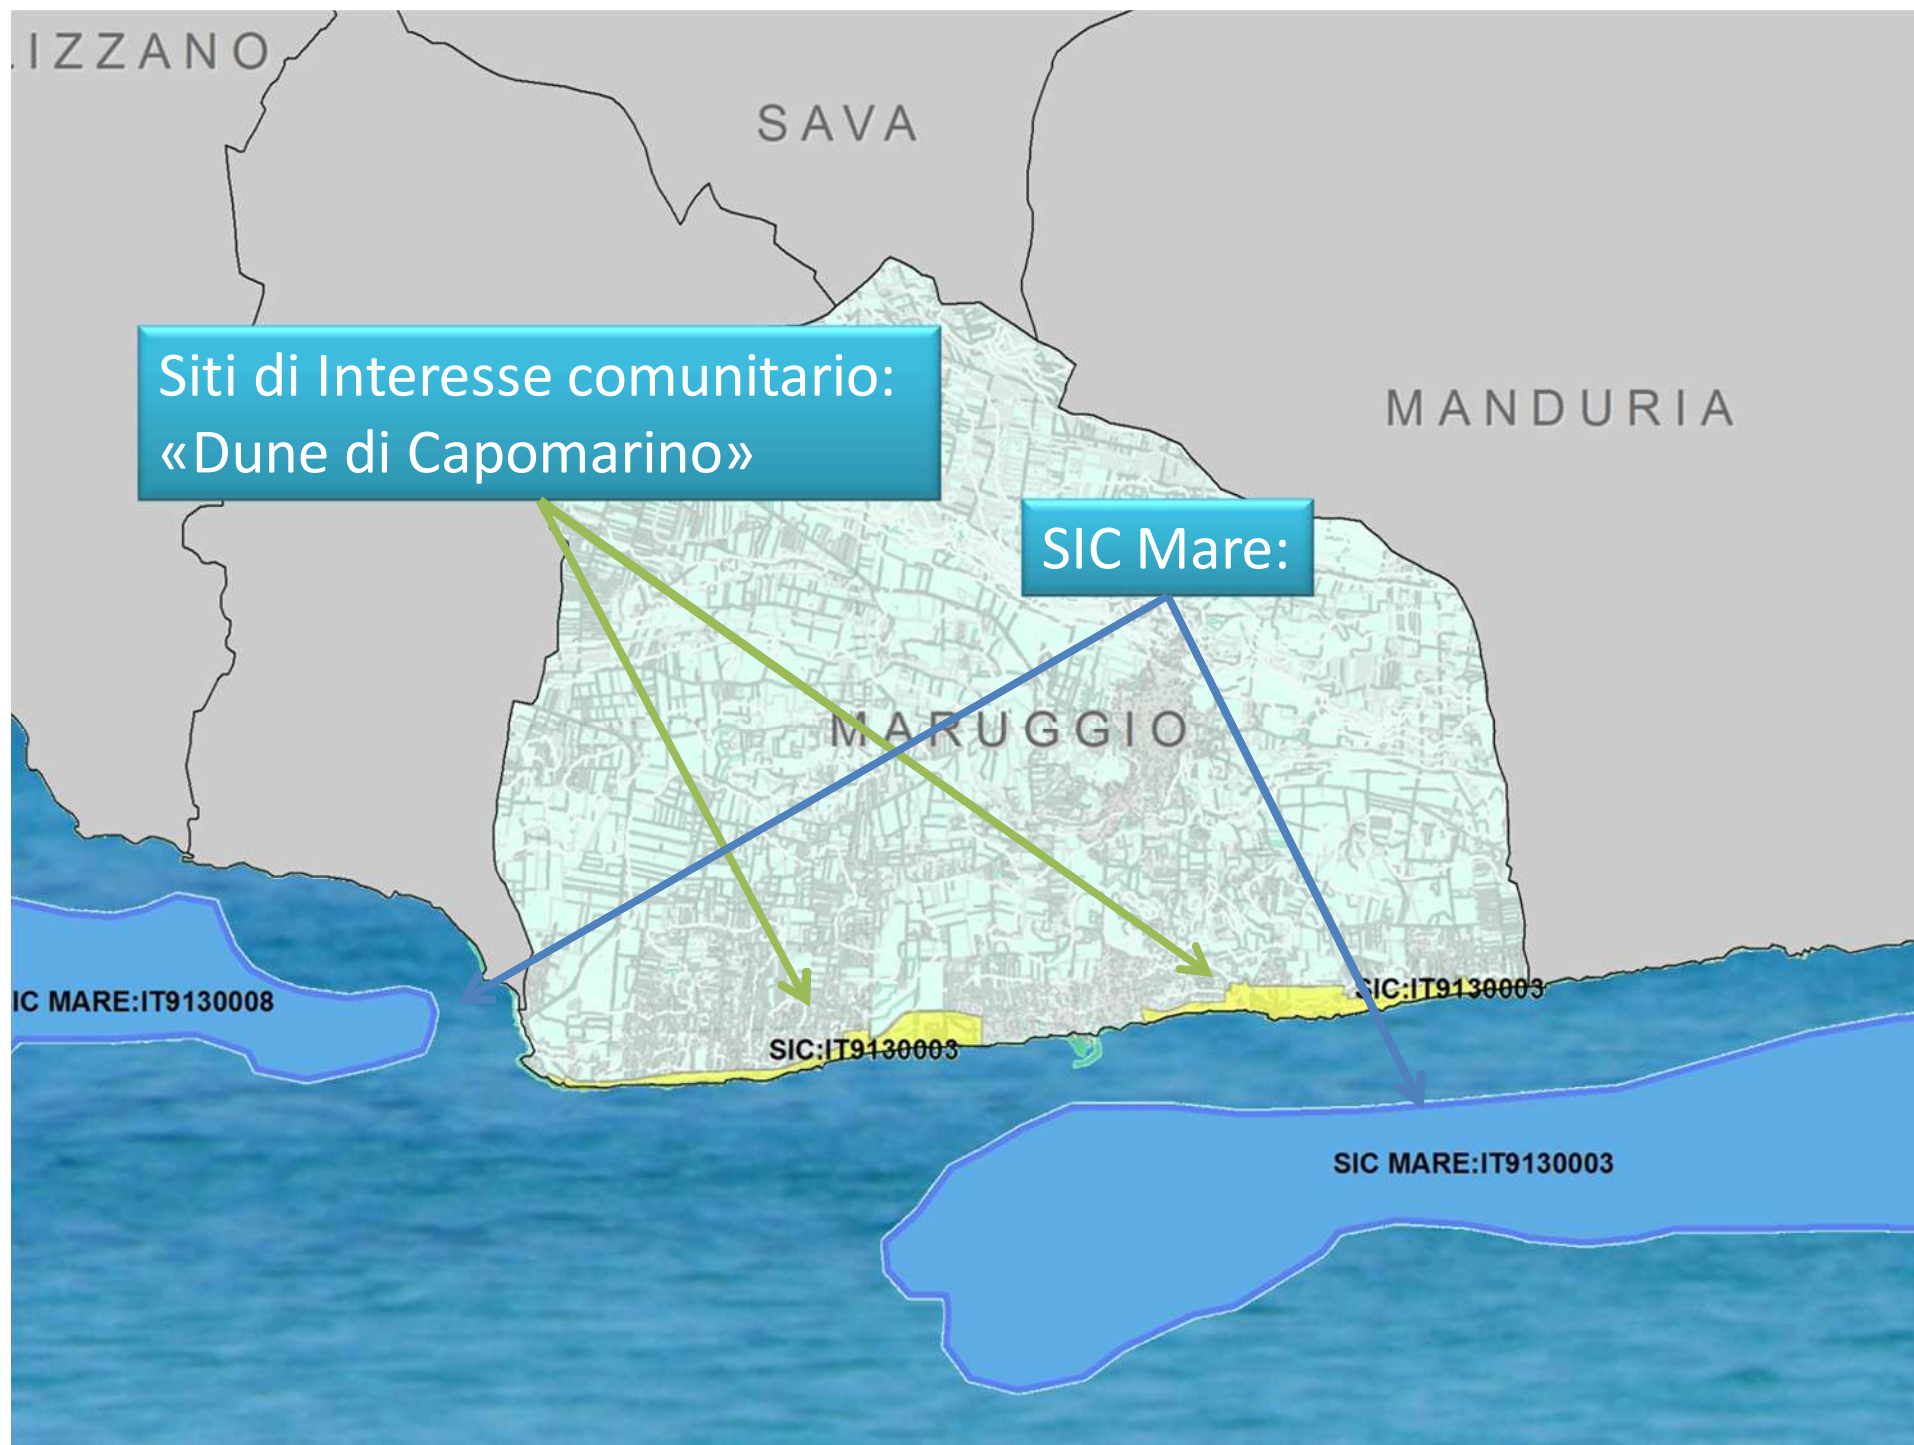 .IZZANO
SAVA
Siti di Interesse comunitario:
«Dune di Capomarino»
MANDURIA
SIC Mare:
MARUGGIO
SIC:IT9130003
IC MARE:IT9130008
SIC:IT9130003
SIC MARE:IT9130003